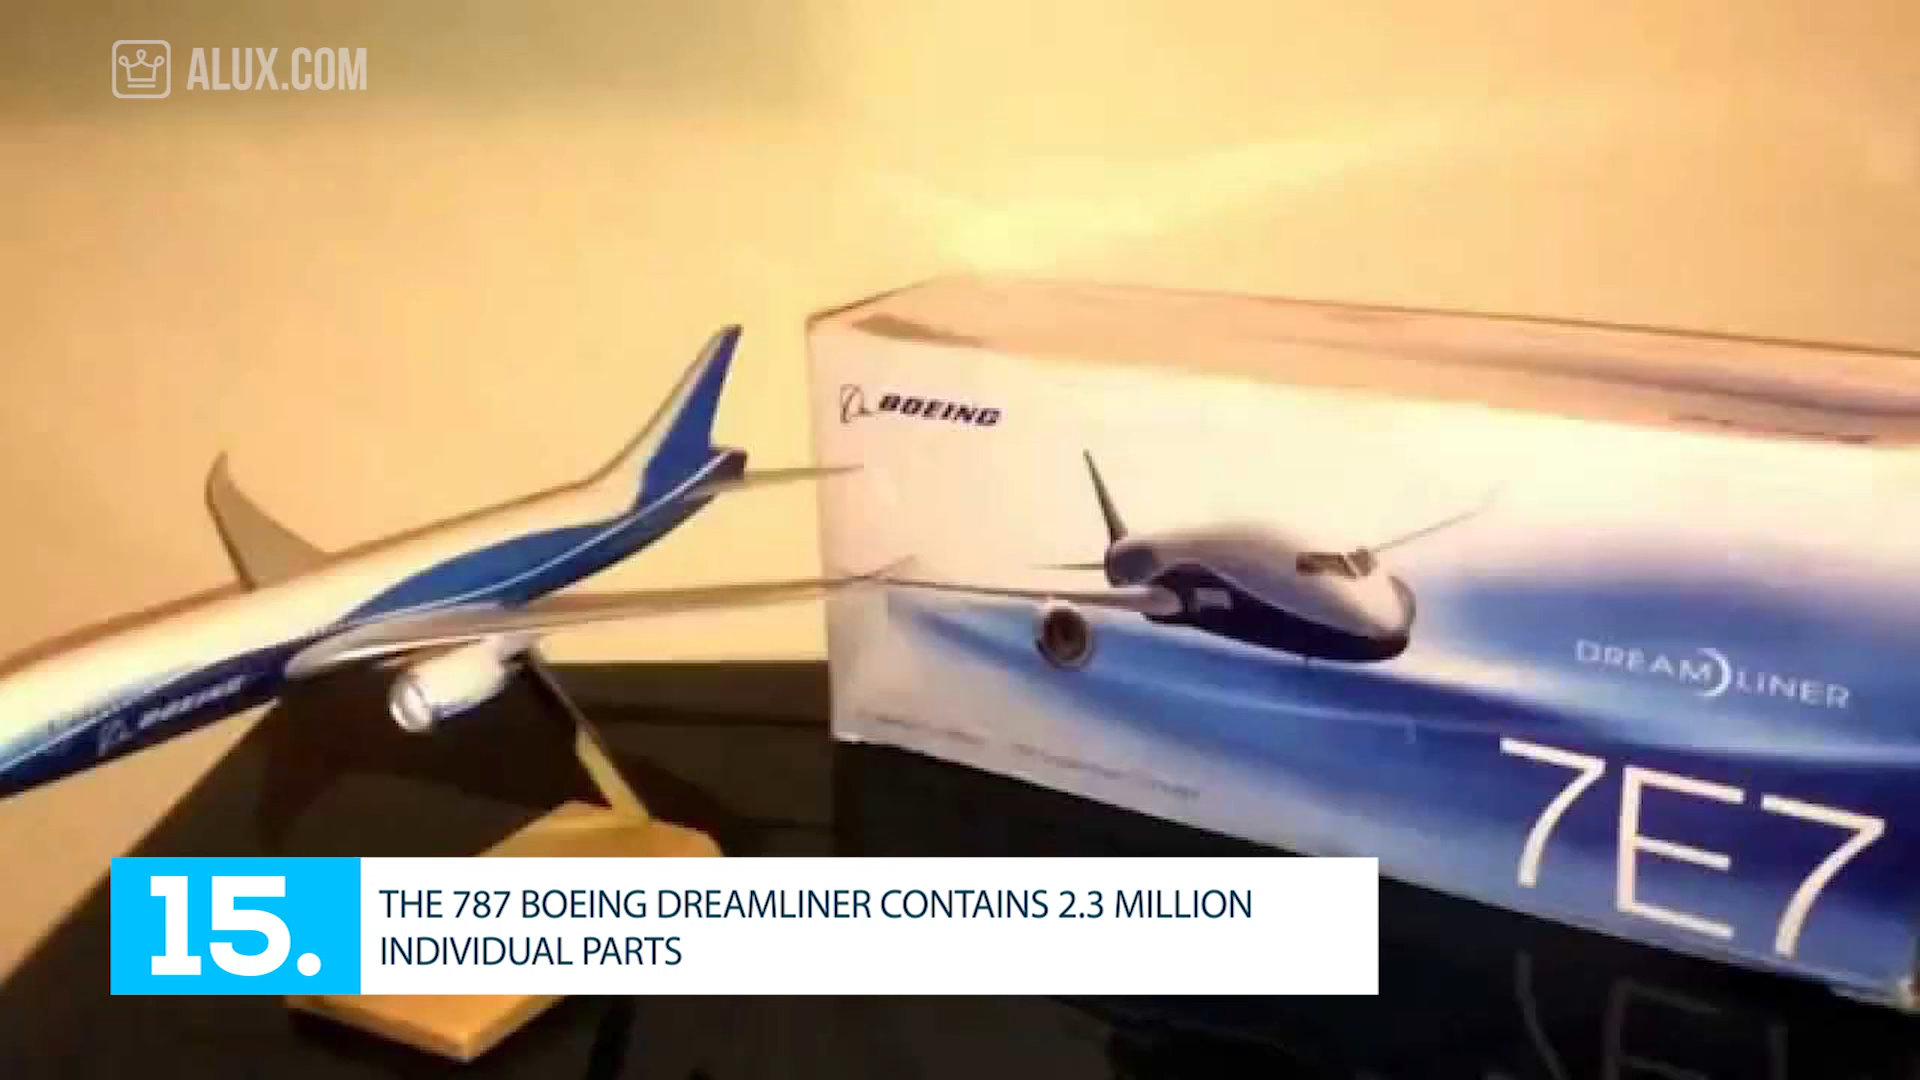 ALUX.COM
BOEING
BOEING
DREAMLINER
7E7
15.
THE 787 BOEING DREAMLINER CONTAINS 2.3 MILLION
INDIVIDUAL PARTS